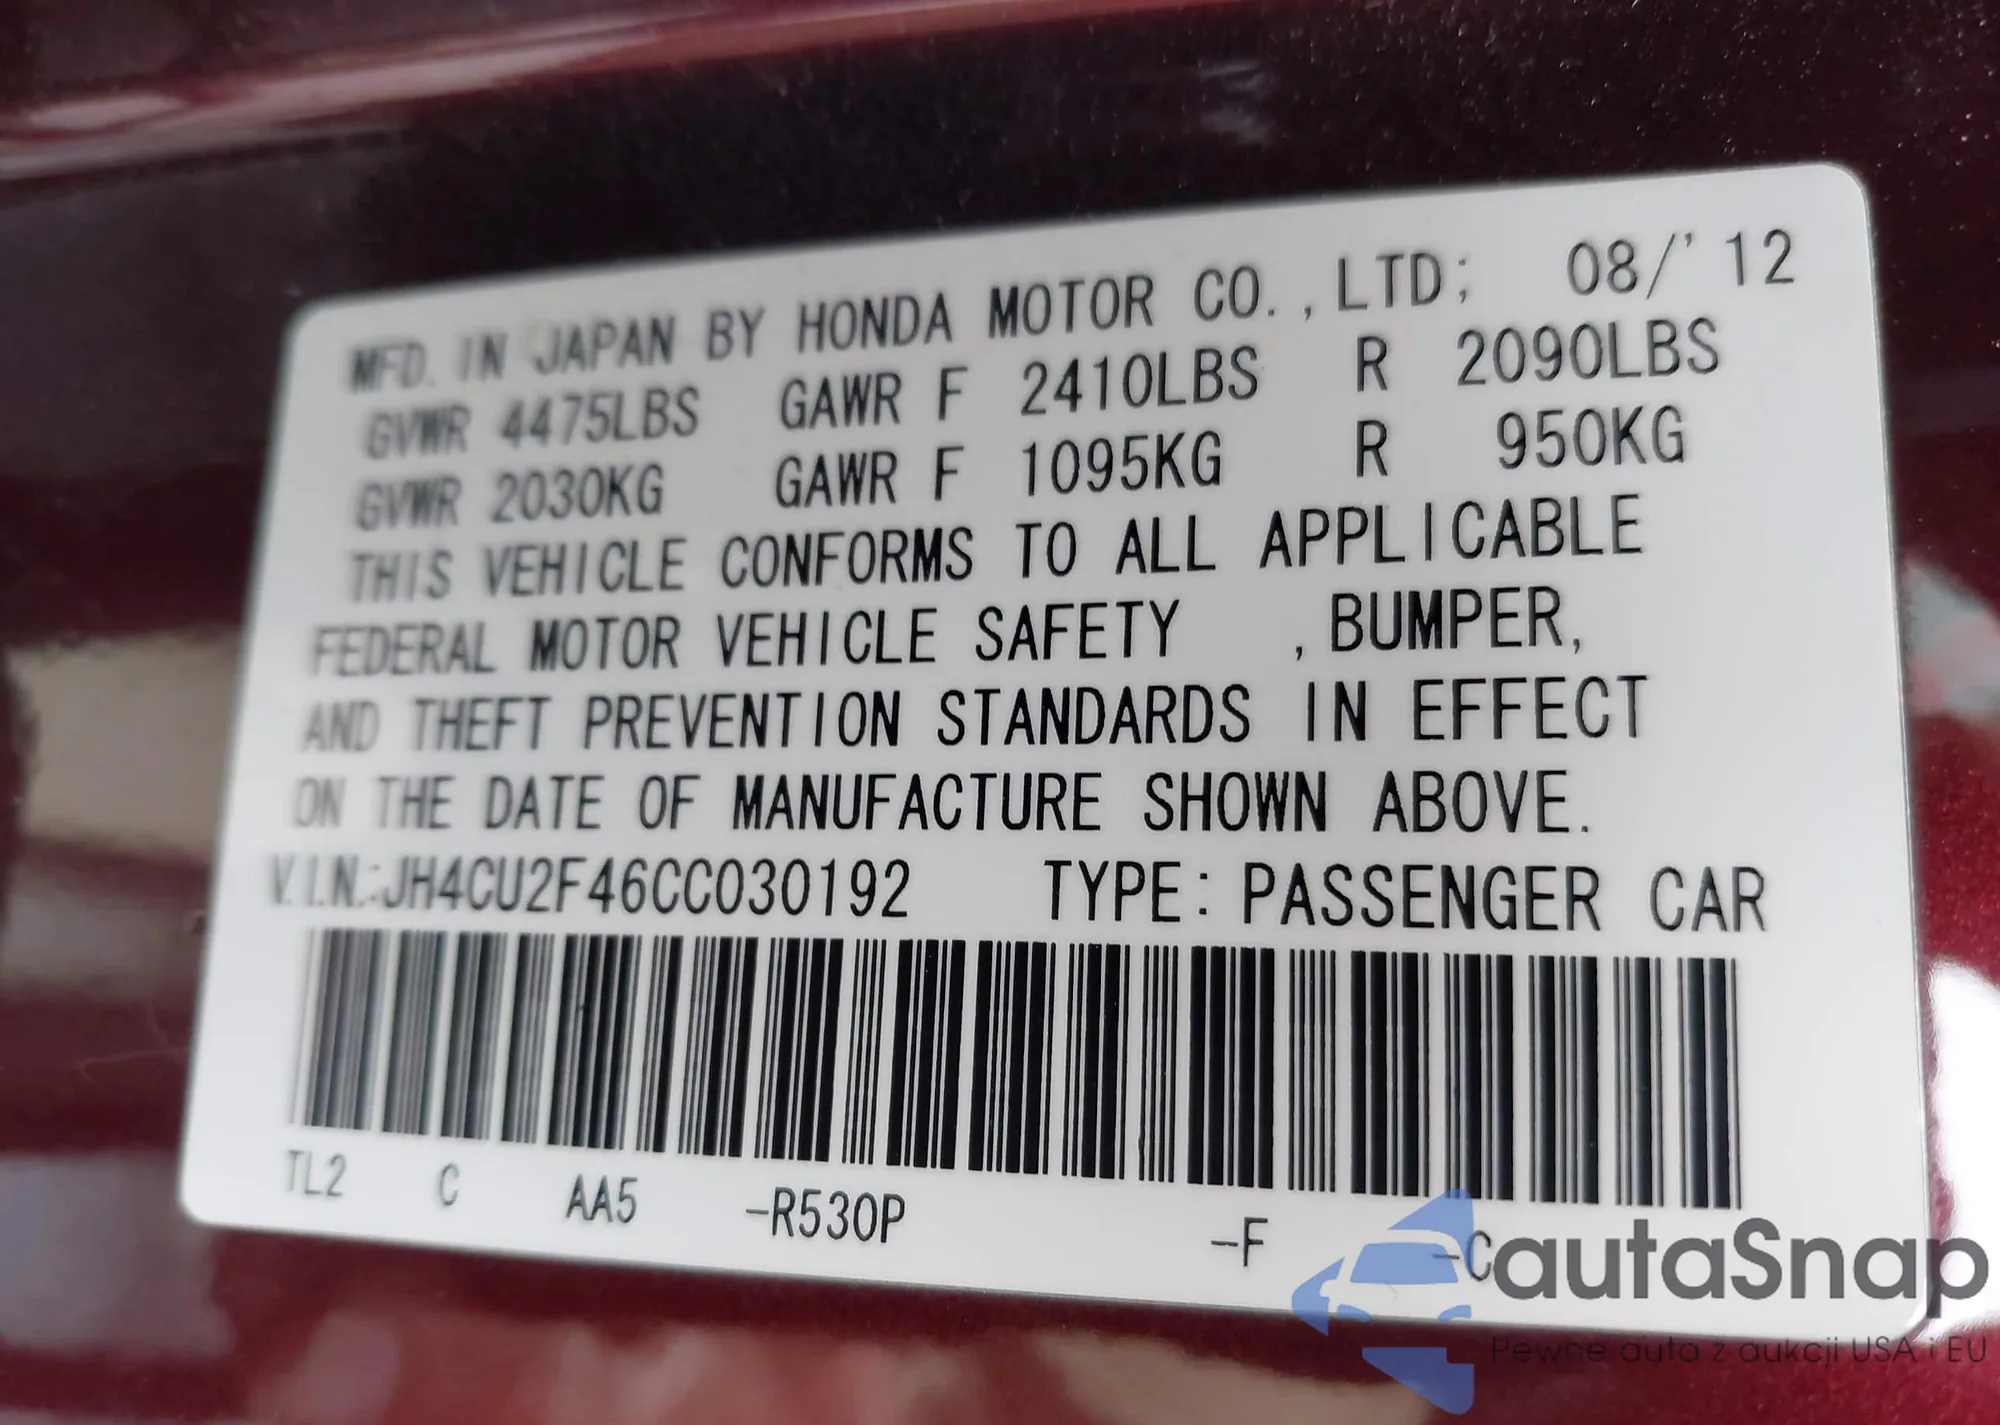 MFD. IN JAPAN BY HONDA MOTOR CO.,LTD; 08/'12
GVWR 4475LBS GAWR F 2410LBS R 2090LBS
GVWR 2030KG GAWR F 1095KG R 950KG
THIS VEHICLE CONFORMS TO ALL APPLICABLE
FEDERAL MOTOR VEHICLE SAFETY , BUMPER,
AND THEFT PREVENTION STANDARDS IN EFFECT
ON THE DATE OF MANUFACTURE SHOWN ABOVE.
V.I.N.:JH4CU2F46CC030192 TYPE: PASSENGER CAR
TL2 C AA5 -R530P -F -C
autaSnap
Pewne auta z aukcji USA i EU